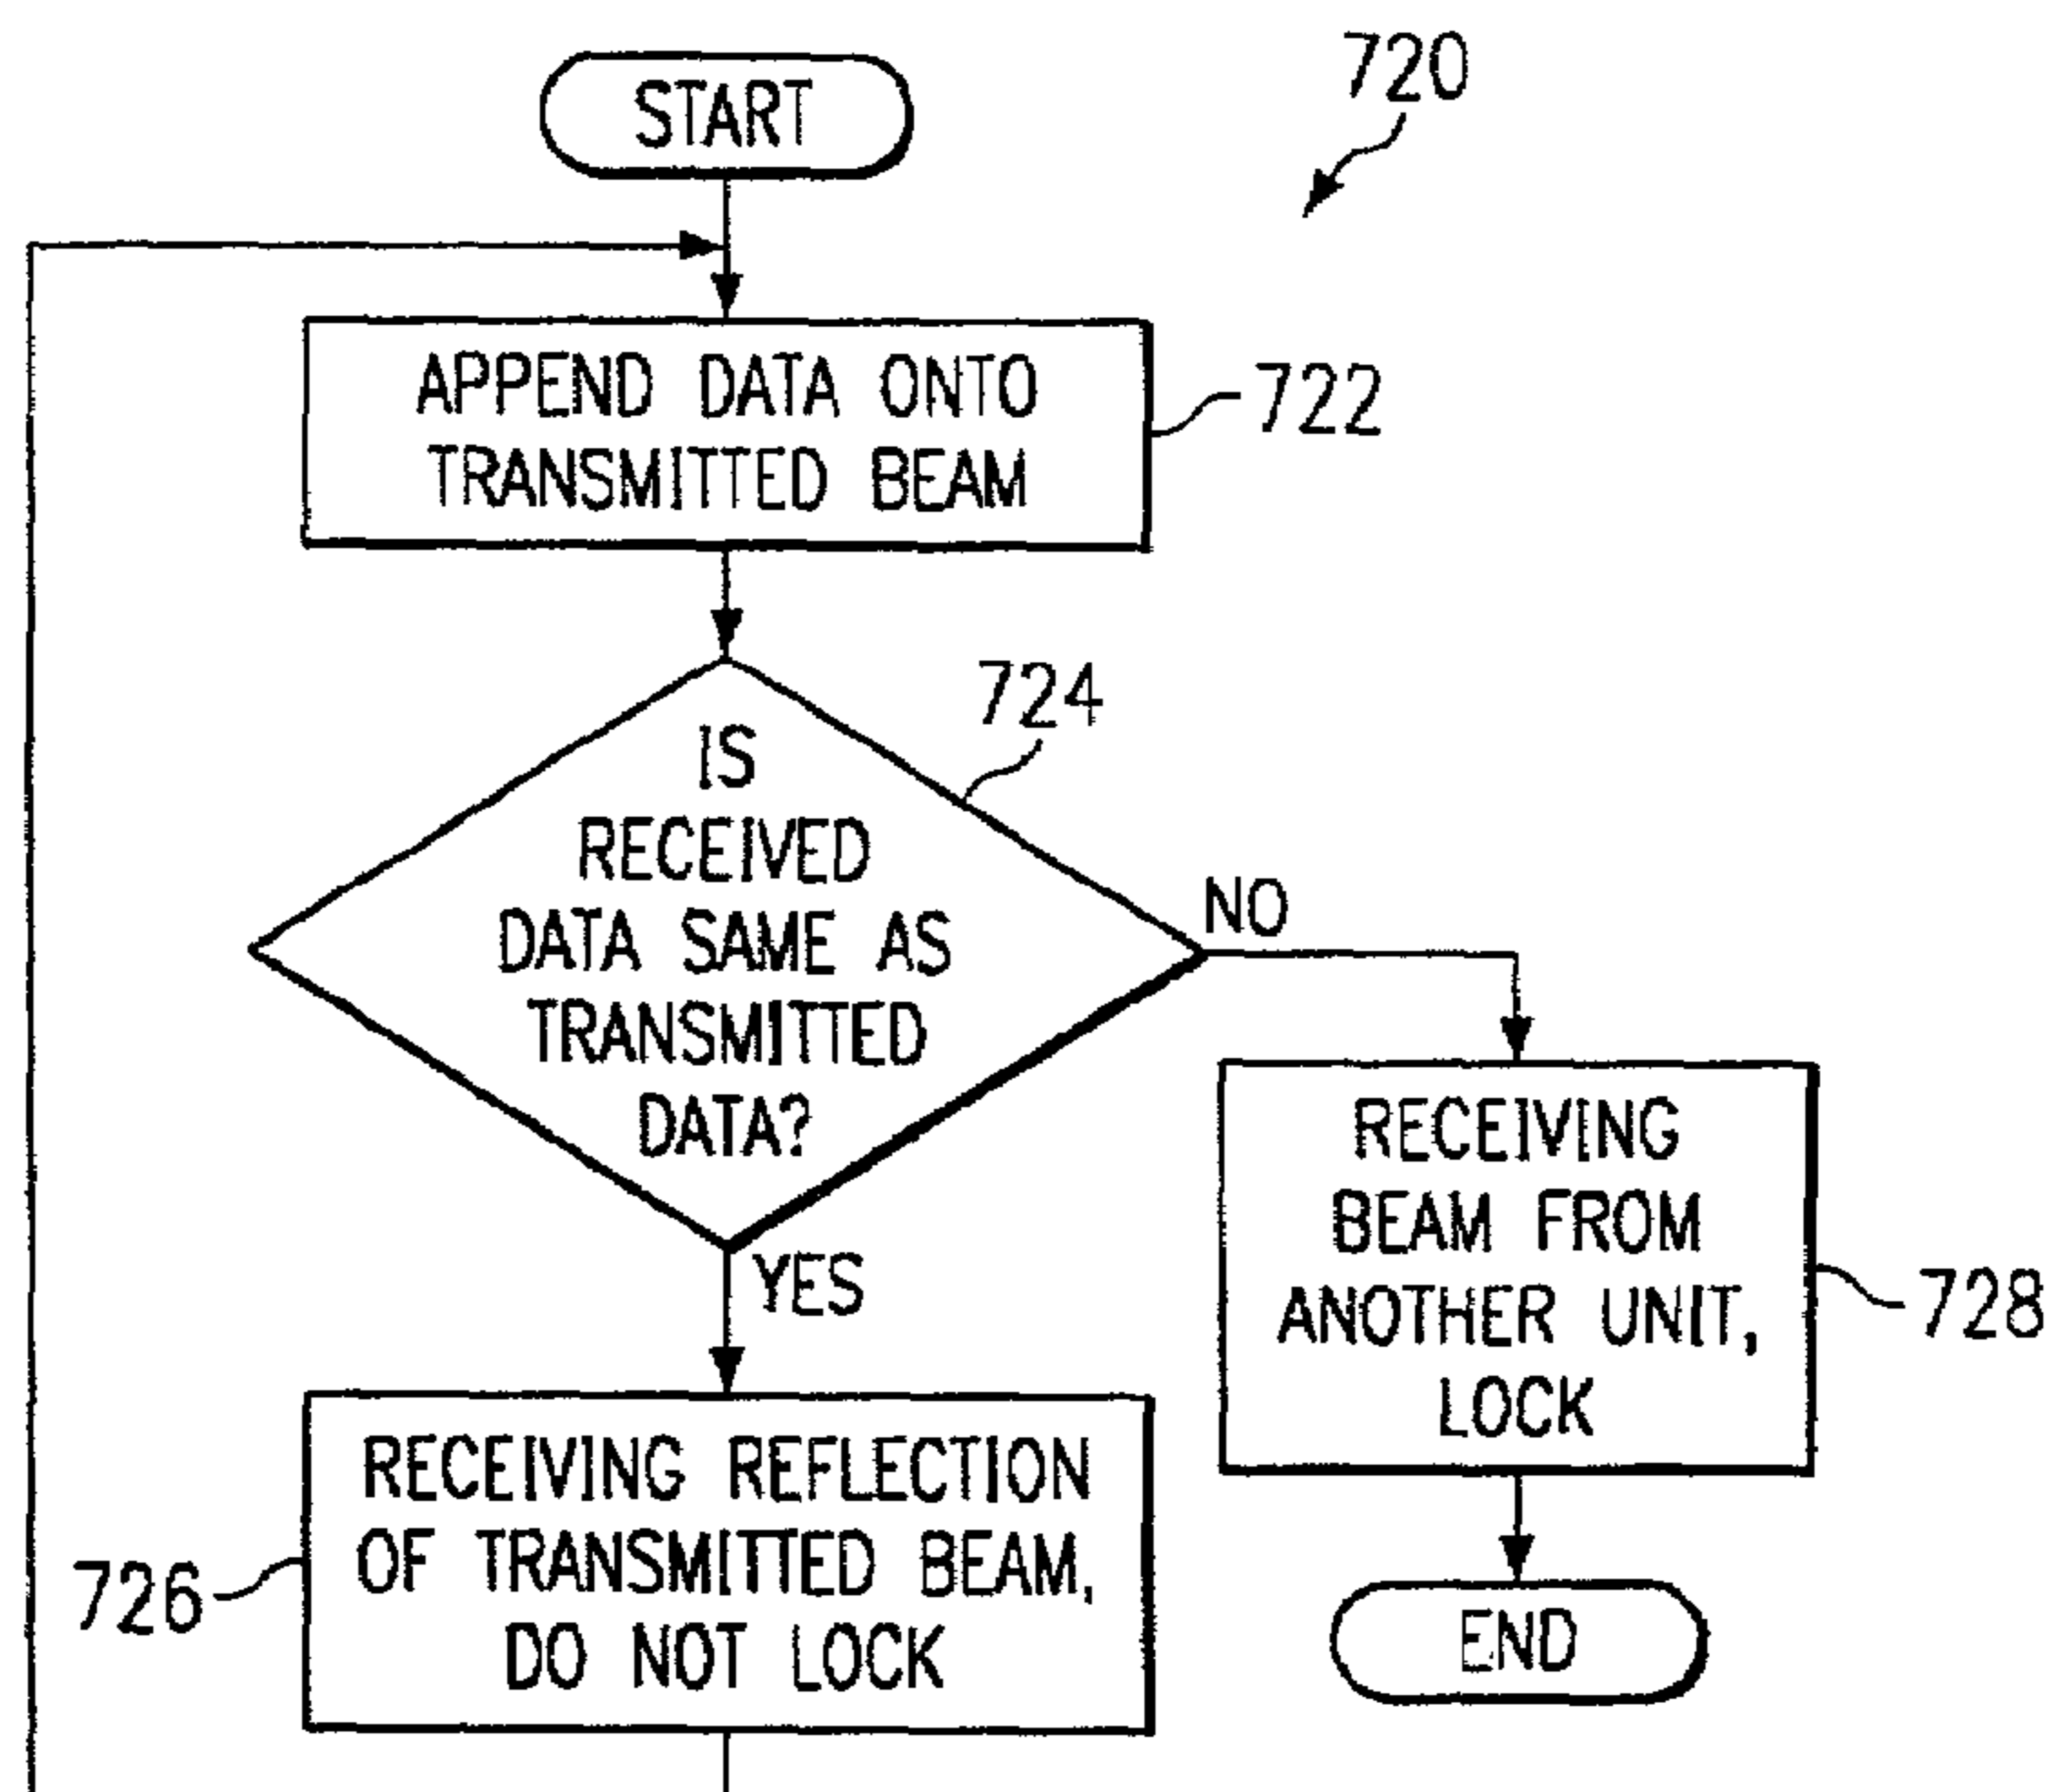 START
720
APPEND DATA ONTO
TRANSMITTED BEAM
722
724
IS
RECEIVED
DATA SAME AS
TRANSMITTED
DATA?
NO
YES
RECEIVING
BEAM FROM
ANOTHER UNIT,
LOCK
728
RECEIVING REFLECTION
OF TRANSMITTED BEAM,
DO NOT LOCK
726
END